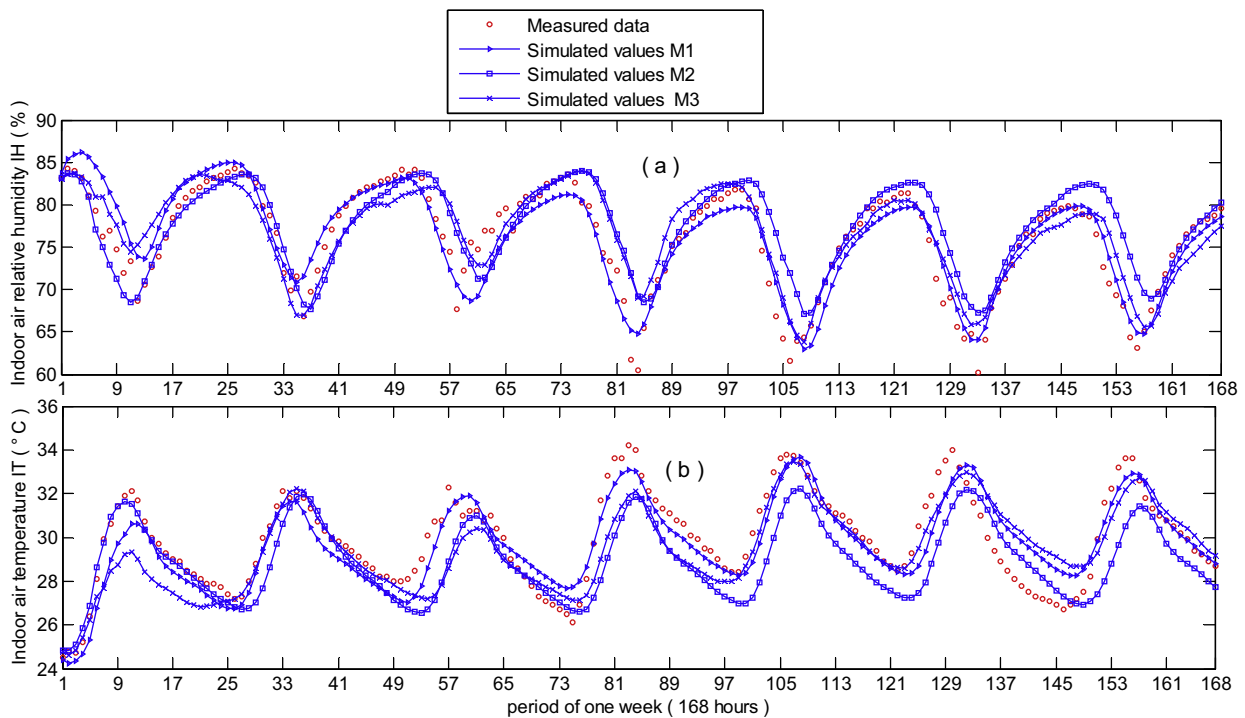 Measured data
Simulated values M1
Simulated values M2
Simulated values M3
Indoor air relative humidity IH ( % )
90
85
80
75
70
65
60
( a )
1 9 17 25 33 41 49 57 65 73 81 89 97 105 113 121 129 137 145 153 161 168
Indoor air temperature IT ( ° C )
36
34
32
30
28
26
24
( b )
1 9 17 25 33 41 49 57 65 73 81 89 97 105 113 121 129 137 145 153 161 168
period of one week ( 168 hours )